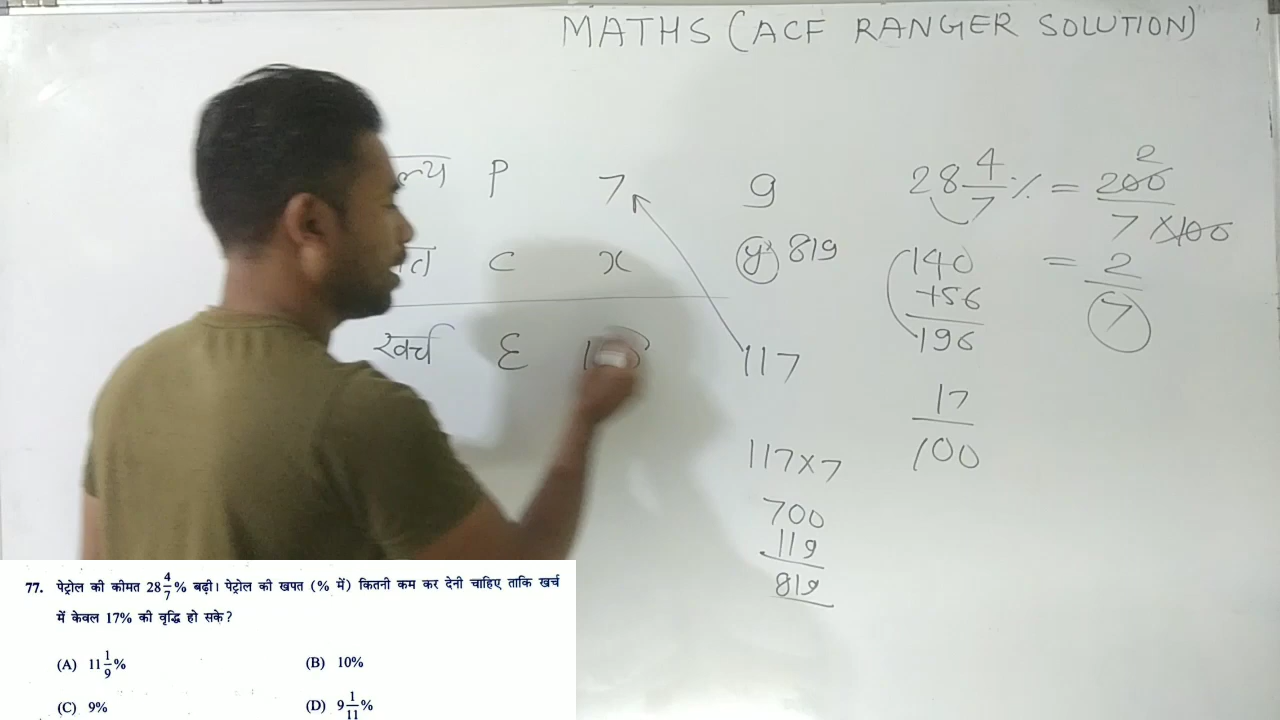 MATHS (ACF RANGER SOLUTION)
P 7 9
C x y 819
खर्च E 117
117×7
700
119
819
28 4/7 % = 200/7×100 2
140 = 2/7
+56
196
17/100
77. पेट्रोल की कीमत 28 4/7 % बढ़ी। पेट्रोल की खपत (% में) कितनी कम कर देनी चाहिए ताकि खर्च
में केवल 17% की वृद्धि हो सके?
(A) 11 1/9 % (B) 10%
(C) 9% (D) 9 1/11 %